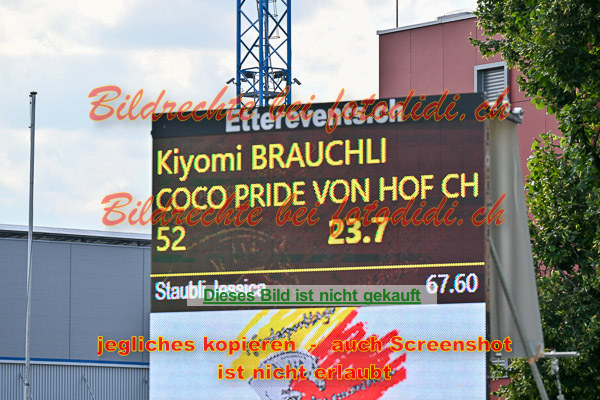 Bildrechte bei fotodidi.ch
Etterevents.ch
Kiyomi BRAUCHLI
COCO PRIDE VON HOF CH
Bildrechte bei fotodidi.ch
52 23.7
Staubli Jessica 67.60
Dieses Bild ist nicht gekauft
jegliches kopieren - auch Screenshot
ist nicht erlaubt